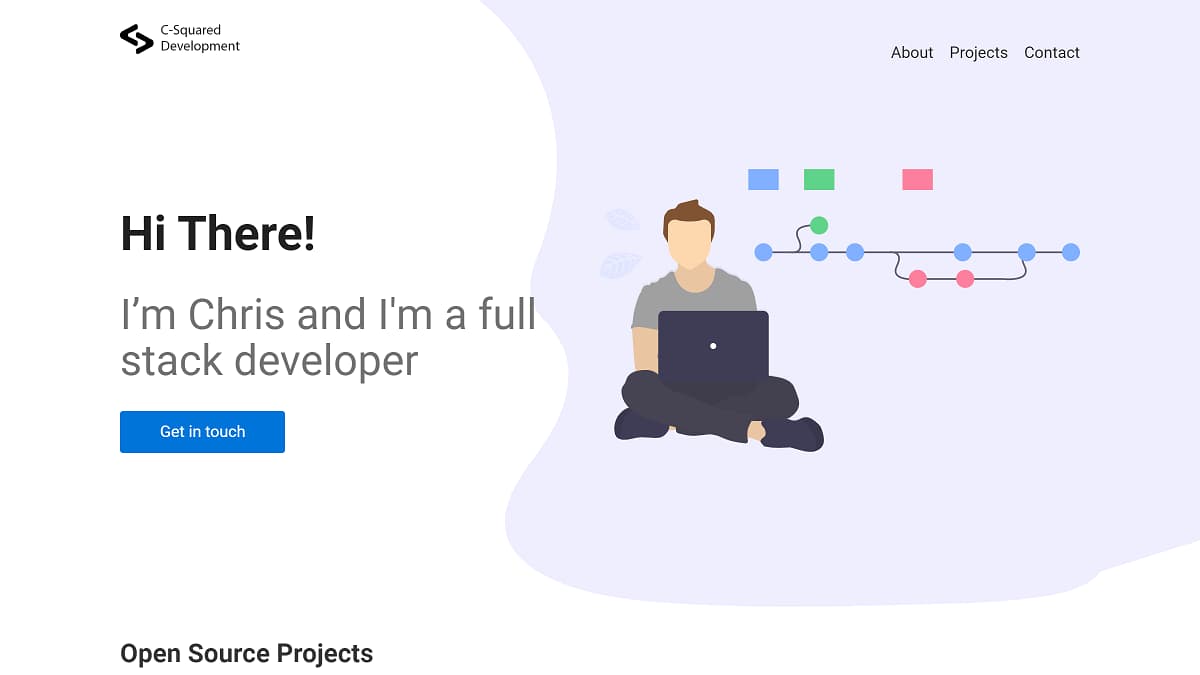 C-Squared
Development
About Projects Contact
Hi There!
I’m Chris and I'm a full
stack developer
Get in touch
Open Source Projects